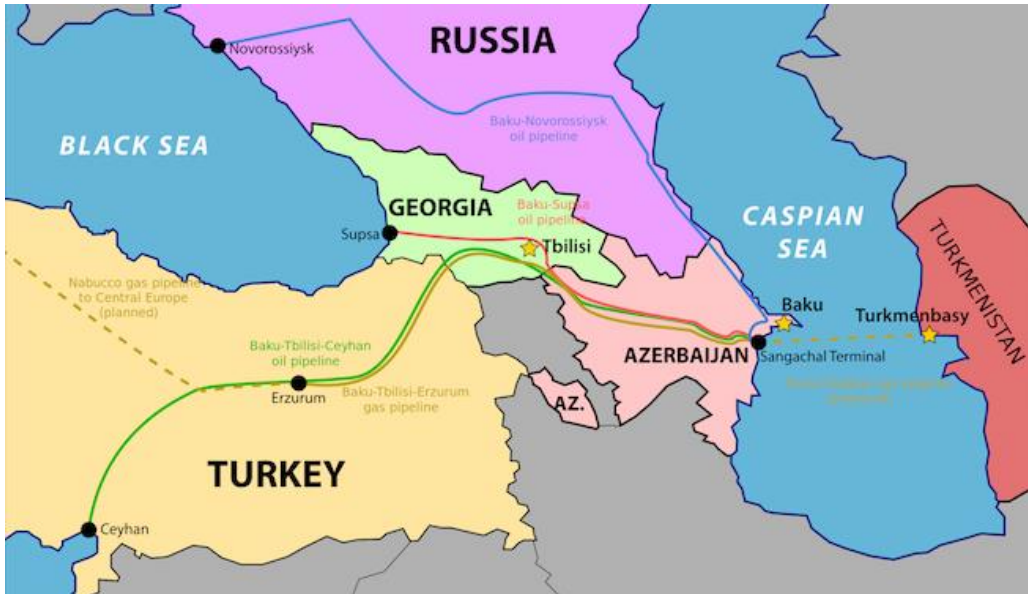 RUSSIA
Novorossiysk
BLACK SEA
Baku-Novorossiysk
oil pipeline
GEORGIA
Baku-Supsa
oil pipeline
Supsa
Tbilisi
CASPIAN
SEA
TURKMENISTAN
Nabucco gas pipeline
to Central Europe
(planned)
Baku
Turkmenbasy
Baku-Tbilisi-Ceyhan
oil pipeline
AZERBAIJAN
Sangachal Terminal
Erzurum
Baku-Tbilisi-Erzurum
gas pipeline
AZ.
TURKEY
Ceyhan